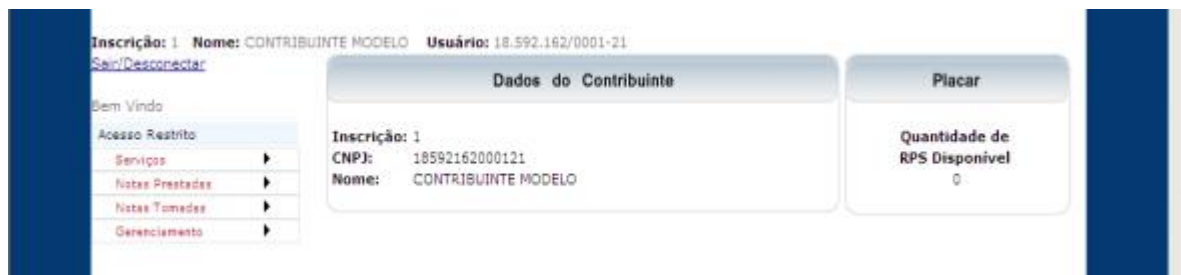 Inscrição: 1 Nome: CONTRIBUINTE MODELO Usuário: 18.592.162/0001-21
Sair/Desconectar
Bem Vindo
Acesso Restrito
Serviços
Notas Prestadas
Notas Tomadas
Gerenciamento
Dados do Contribuinte
Inscrição: 1
CNPJ: 18592162000121
Nome: CONTRIBUINTE MODELO
Placar
Quantidade de
RPS Disponível
0